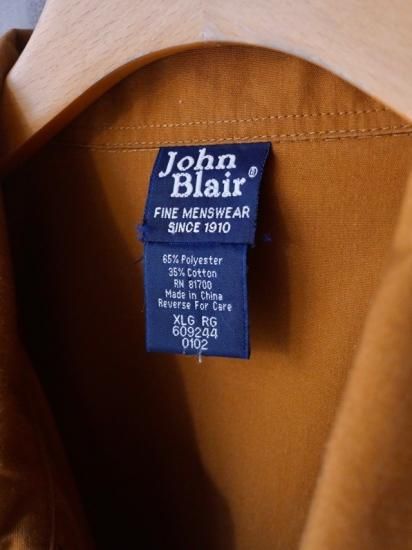 John
Blair®
FINE MENSWEAR
SINCE 1910
65% Polyester
35% Cotton
RN 81700
Made in China
Reverse For Care
XLG RG
609244
0102